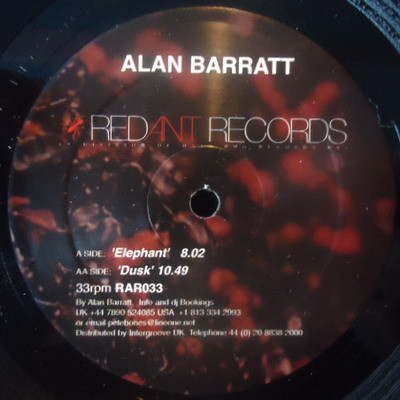 ALAN BARRATT
REDANT RECORDS
A SIDE: 'Elephant' 8.02
AA SIDE: 'Dusk' 10.49
33rpm RAR033
By Alan Barratt. Info and dj Bookings
UK +44 7890 524085 USA +1 813 334 2993
or email petebones@lineone.net
Distributed by Intergroove UK. Telephone 44 (0) 20 8838 2000